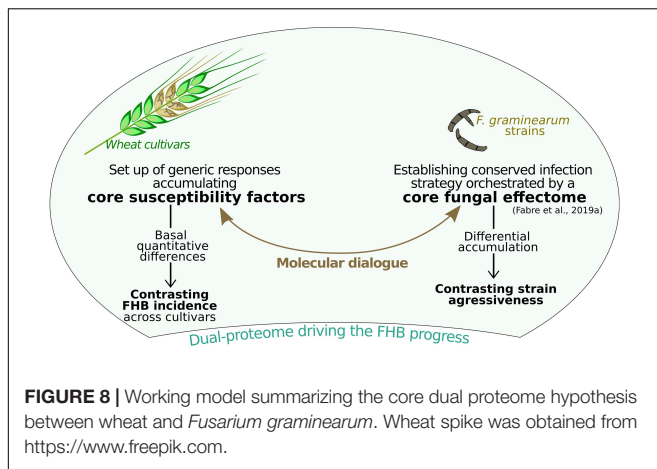 Wheat cultivars
Set up of generic responses
accumulating
core susceptibility factors
Basal
quantitative
differences
Contrasting
FHB incidence
across cultivars
F. graminearum
strains
Establishing conserved infection
strategy orchestrated by a
core fungal effectome
(Fabre et al., 2019a)
Differential
accumulation
Contrasting strain
agressiveness
Molecular dialogue
Dual-proteome driving the FHB progress
FIGURE 8 | Working model summarizing the core dual proteome hypothesis
between wheat and Fusarium graminearum. Wheat spike was obtained from
https://www.freepik.com.